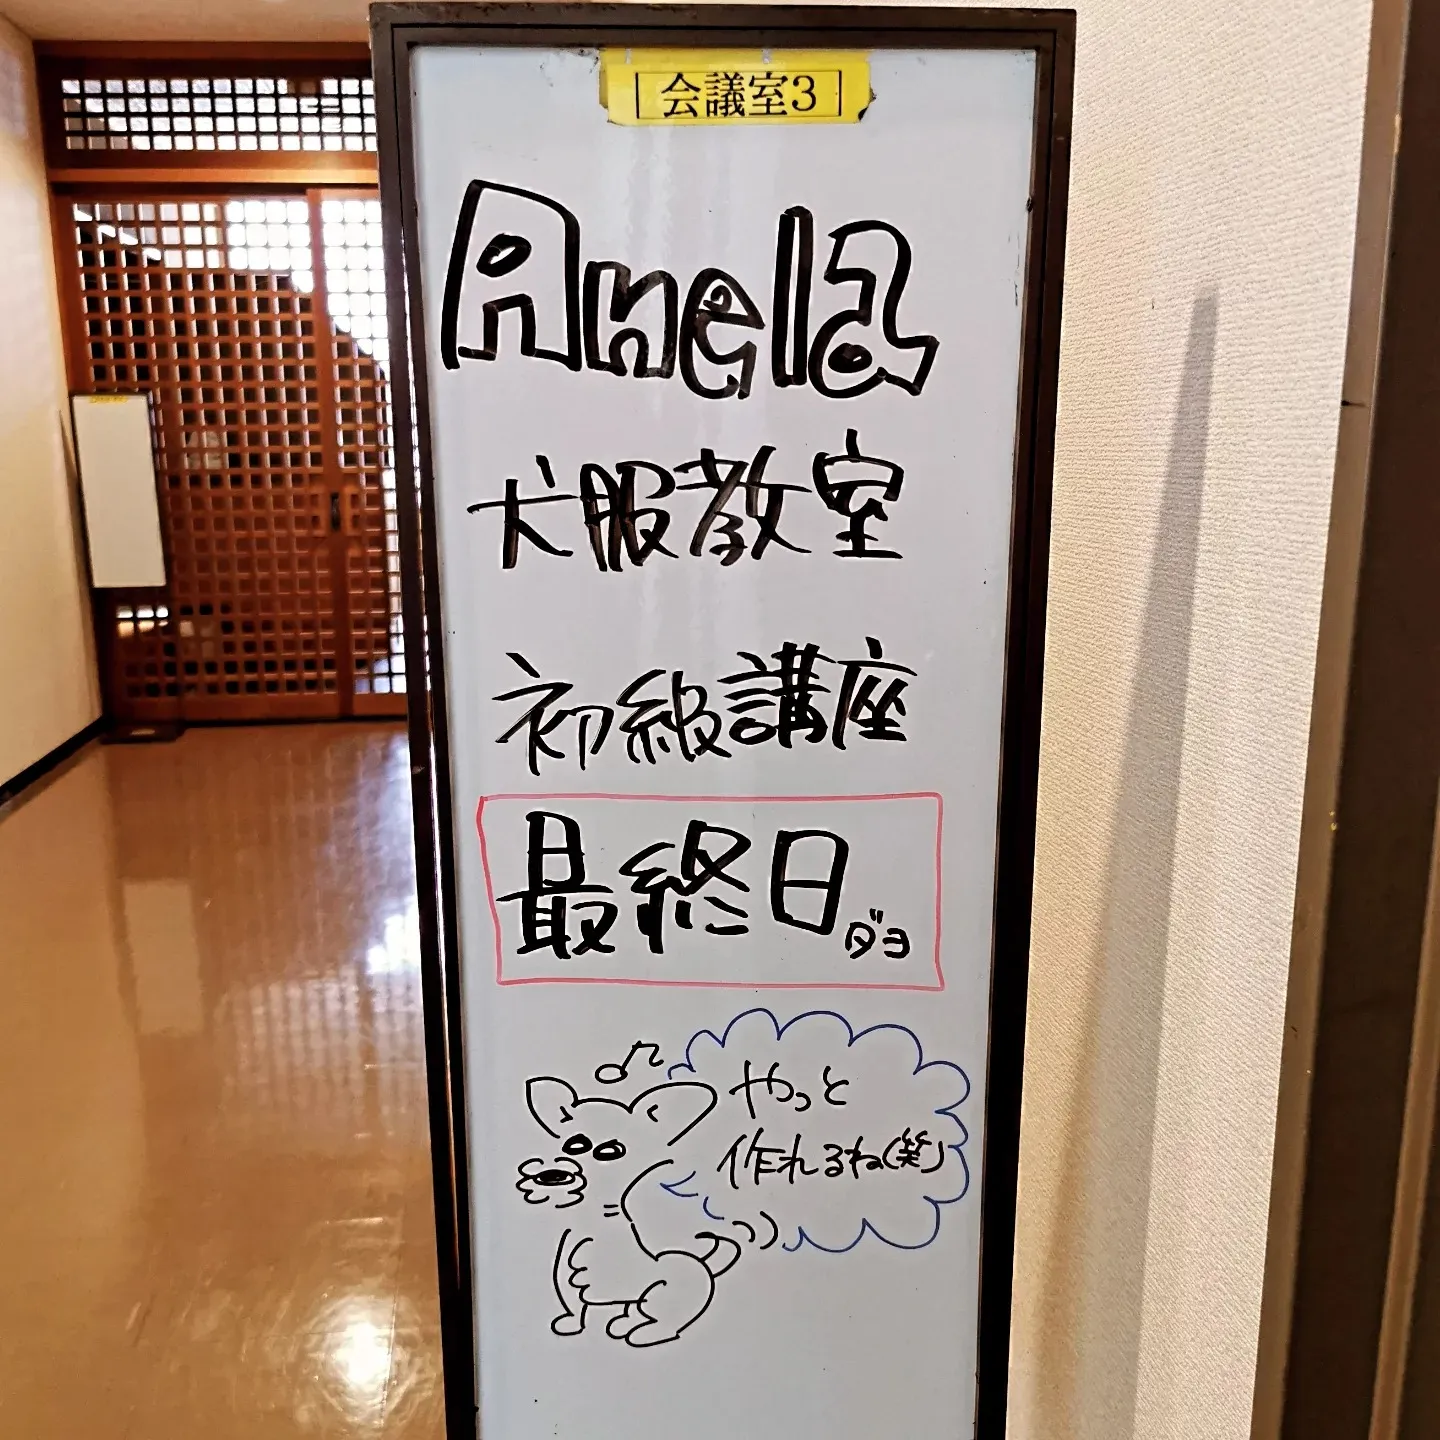 会議室3
Anela
犬服教室
初級講座
最終日ダヨ
やっと
作れるね(笑)